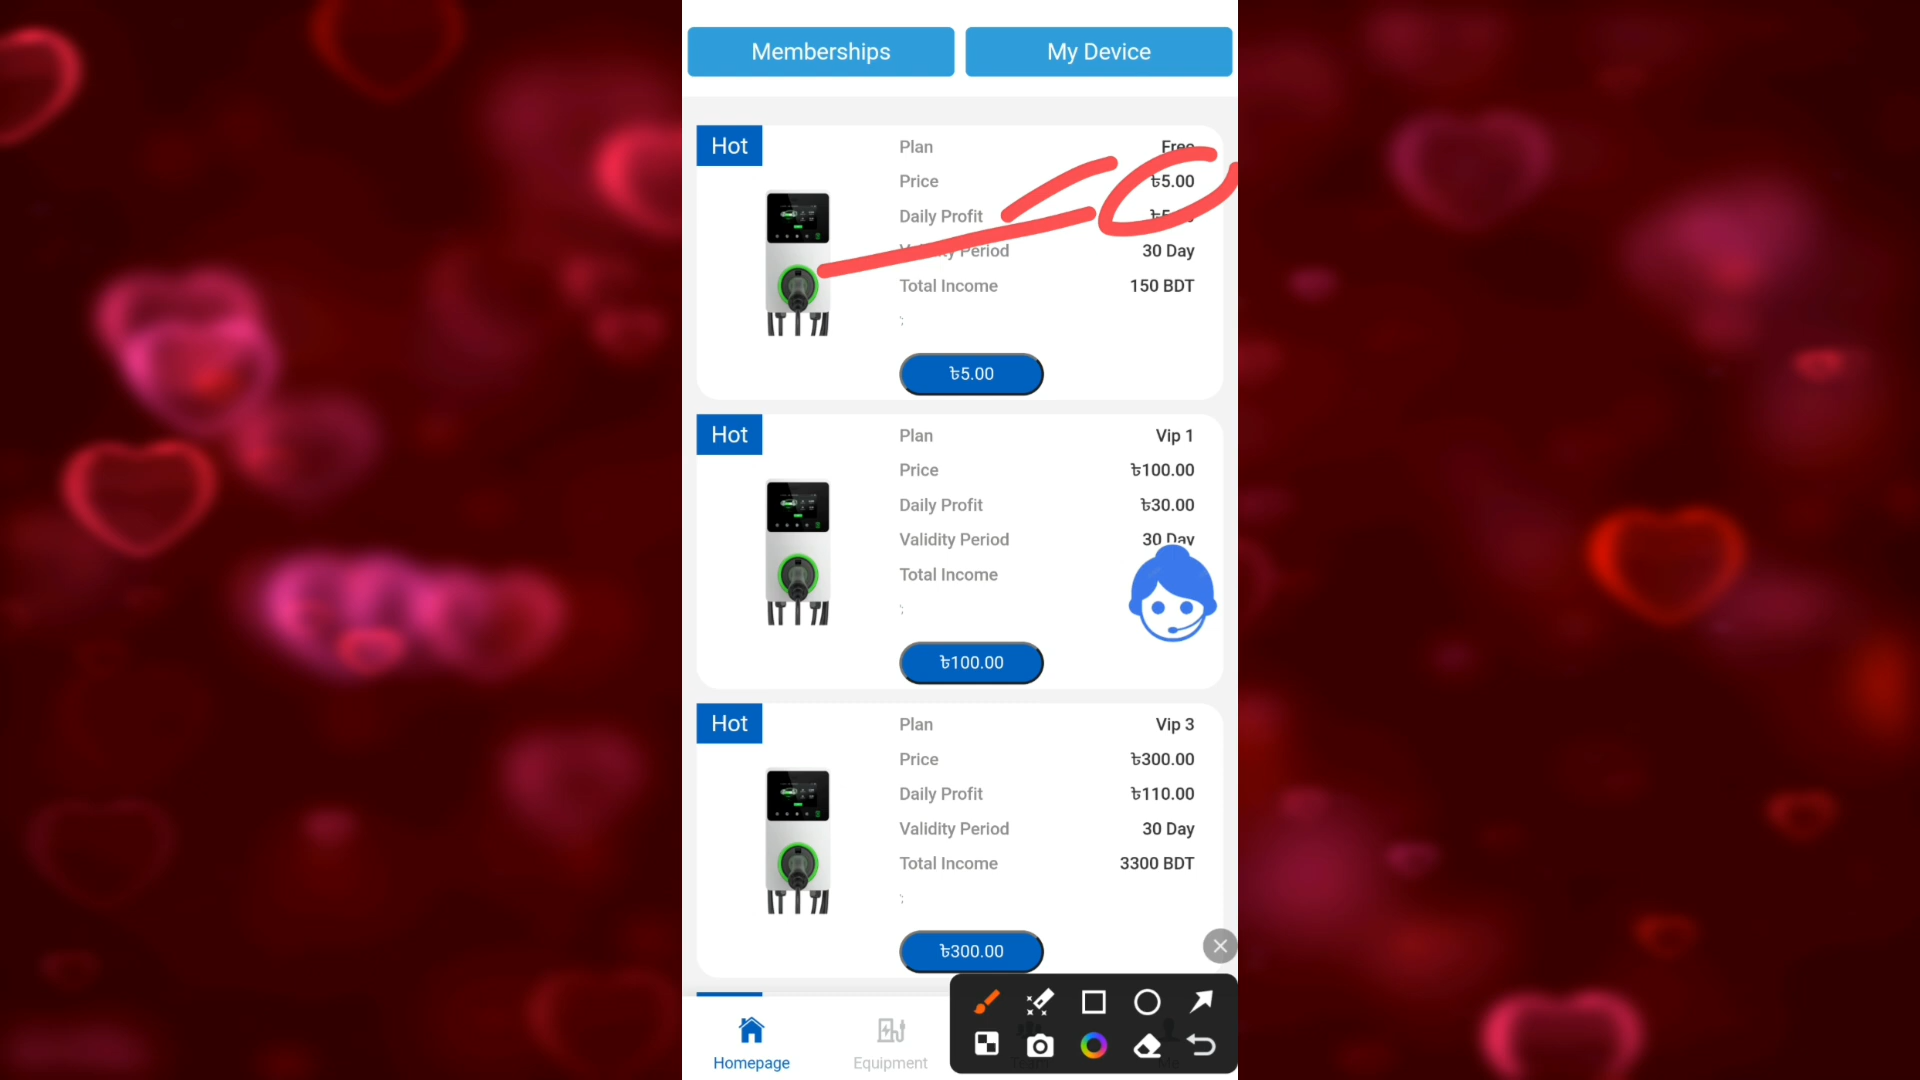 Memberships My Device
Hot
Plan Free
Price ৳5.00
Daily Profit
Period
30 Day
Total Income 150 BDT
৳5.00
Hot
Plan Vip 1
Price ৳100.00
Daily Profit ৳30.00
Validity Period 30 Day
Total Income
৳100.00
Hot
Plan Vip 3
Price ৳300.00
Daily Profit ৳110.00
Validity Period 30 Day
Total Income 3300 BDT
৳300.00
Homepage Equipment